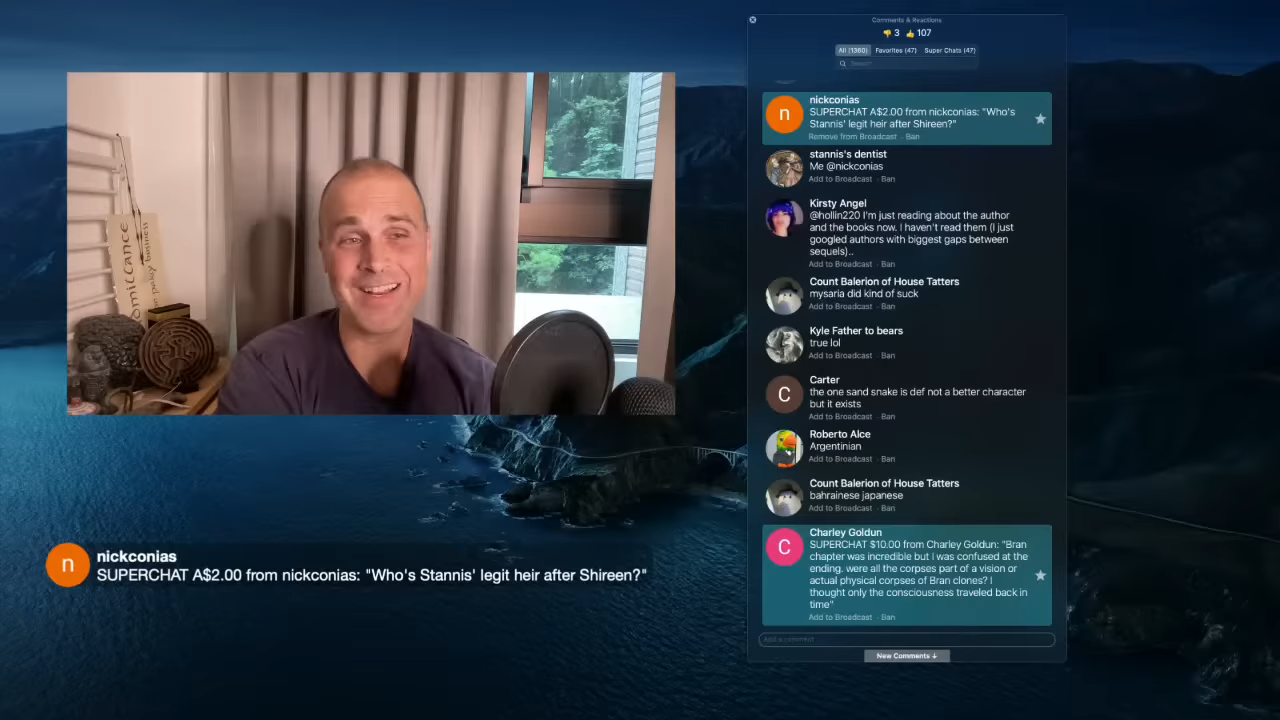 Comments & Reactions
👎 3 👍 107
All (1360) Favorites (47) Super Chats (47)
Search
nickconias
SUPERCHAT A$2.00 from nickconias: "Who's
Stannis' legit heir after Shireen?"
Remove from Broadcast · Ban
stannis's dentist
Me @nickconias
Add to Broadcast · Ban
Kirsty Angel
@hollin220 I'm just reading about the author
and the books now. I haven't read them (I just
googled authors with biggest gaps between
sequels)..
Add to Broadcast · Ban
Count Balerion of House Tatters
mysaria did kind of suck
Add to Broadcast · Ban
Kyle Father to bears
true lol
Add to Broadcast · Ban
Carter
the one sand snake is def not a better character
but it exists
Add to Broadcast · Ban
Roberto Alce
Argentinian
Add to Broadcast · Ban
Count Balerion of House Tatters
bahrainese japanese
Add to Broadcast · Ban
Charley Goldun
SUPERCHAT $10.00 from Charley Goldun: "Bran
chapter was incredible but I was confused at the
ending. were all the corpses part of a vision or
actual physical corpses of Bran clones? I
thought only the consciousness traveled back in
time"
Add to Broadcast · Ban
Add a comment
New Comments ↓
n
C
C
n
nickconias
SUPERCHAT A$2.00 from nickconias: "Who's Stannis' legit heir after Shireen?"